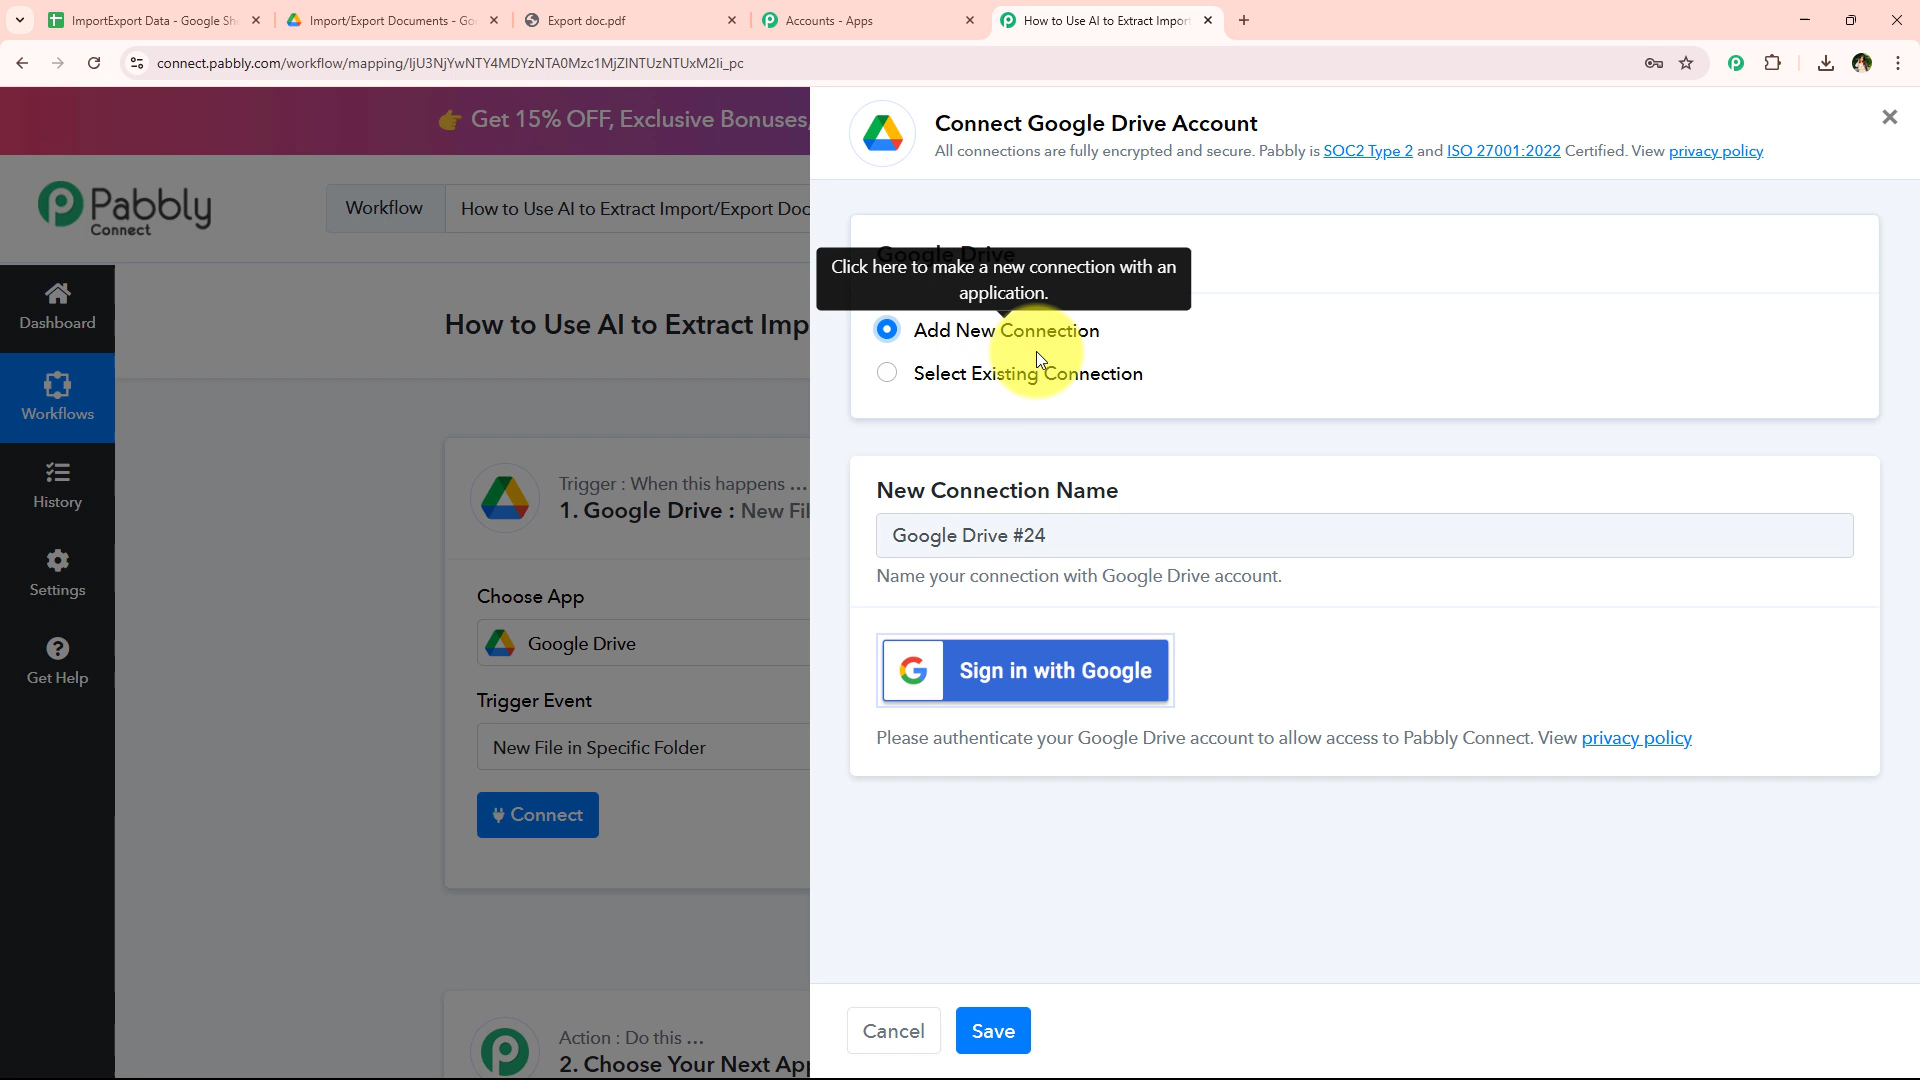 ImportExport Data - Google She
Import/Export Documents - Goo
Export doc.pdf
Accounts - Apps
How to Use AI to Extract Import
connect.pabbly.com/workflow/mapping/IjU3NjYwNTY4MDYzNTA0Mzc1MjZlNTUzNTUxM2Ii_pc
👉 Get 15% OFF, Exclusive Bonuses,
Pabbly
Connect
Workflow
How to Use AI to Extract Import/Export Doc
Dashboard
Workflows
History
Settings
Get Help
How to Use AI to Extract Imp
Trigger : When this happens ...
1. Google Drive : New Fil
Choose App
Google Drive
Trigger Event
New File in Specific Folder
Connect
Action : Do this ...
2. Choose Your Next App
Connect Google Drive Account
All connections are fully encrypted and secure. Pabbly is SOC2 Type 2 and ISO 27001:2022 Certified. View privacy policy
Google Drive
Click here to make a new connection with an
application.
Add New Connection
Select Existing Connection
New Connection Name
Google Drive #24
Name your connection with Google Drive account.
Sign in with Google
Please authenticate your Google Drive account to allow access to Pabbly Connect. View privacy policy
Cancel
Save